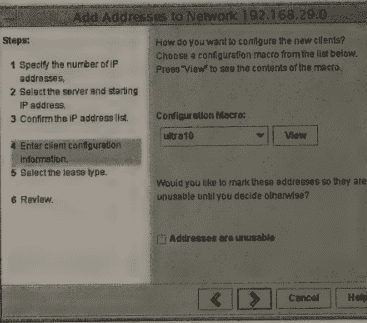 Add Addresses to Network 192.168.29.0
Steps:
1 Specify the number of IP
addresses,
2 Select the server and starting
IP address.
3 Confirm the IP address list.
4 Enter client configuration
information.
5 Select the lease type.
6 Review.
How do you want to configure the new clients?
Choose a configuration macro from the list below.
Press "View" to see the contents of the macro.
Configuration Macro:
ultra10
View
Would you like to mark these addresses so they are
unusable until you decide otherwise?
Addresses are unusable
Cancel
Help